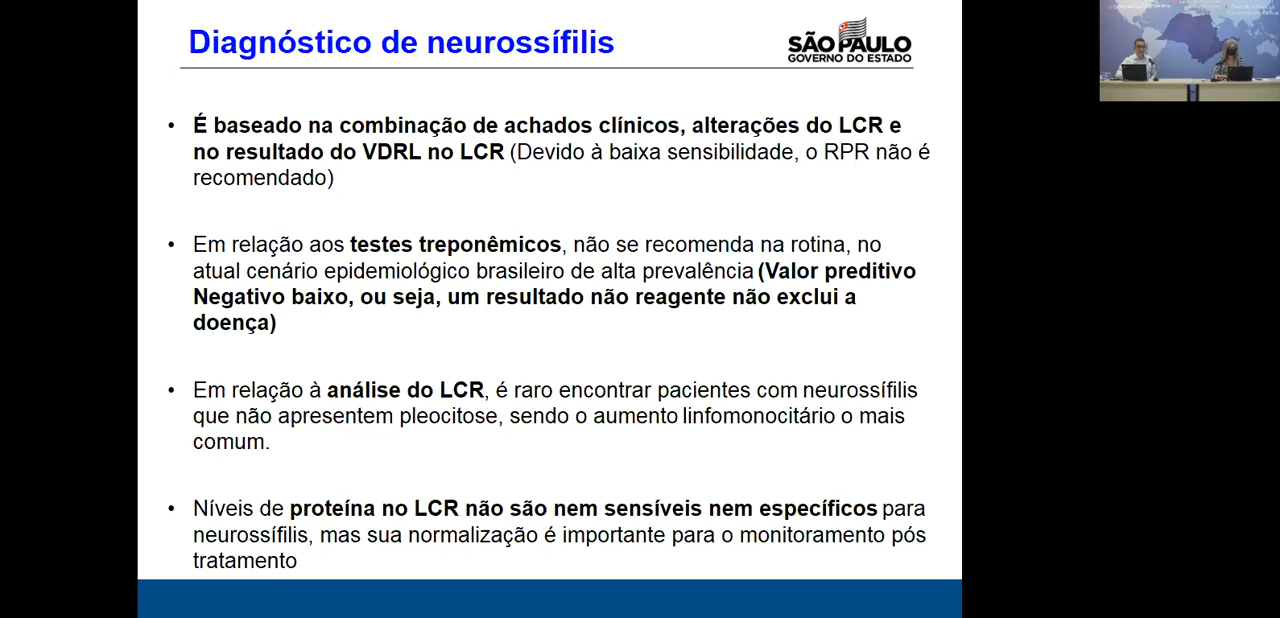 Diagnóstico de neurossífilis
SÃO PAULO
GOVERNO DO ESTADO
• É baseado na combinação de achados clínicos, alterações do LCR e
no resultado do VDRL no LCR (Devido à baixa sensibilidade, o RPR não é
recomendado)
• Em relação aos testes treponêmicos, não se recomenda na rotina, no
atual cenário epidemiológico brasileiro de alta prevalência (Valor preditivo
Negativo baixo, ou seja, um resultado não reagente não exclui a
doença)
• Em relação à análise do LCR, é raro encontrar pacientes com neurossífilis
que não apresentem pleocitose, sendo o aumento linfomonocitário o mais
comum.
• Níveis de proteína no LCR não são nem sensíveis nem específicos para
neurossífilis, mas sua normalização é importante para o monitoramento pós
tratamento